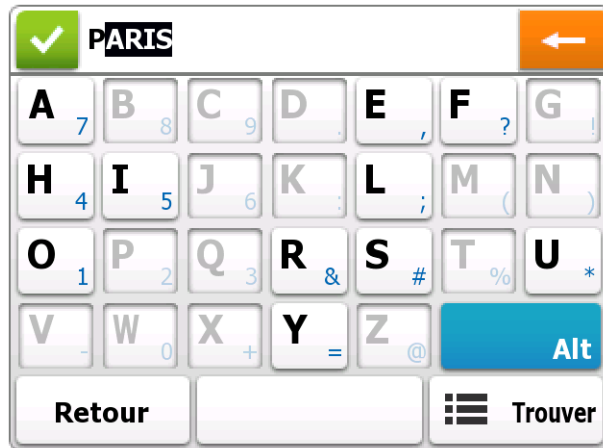 PARIS
A 7 B 8 C 9 D . E , F ? G !
H 4 I 5 J 6 K : L ; M ( N )
O 1 P 2 Q 3 R & S # T % U *
V - W 0 X + Y = Z @ Alt
Retour Trouver